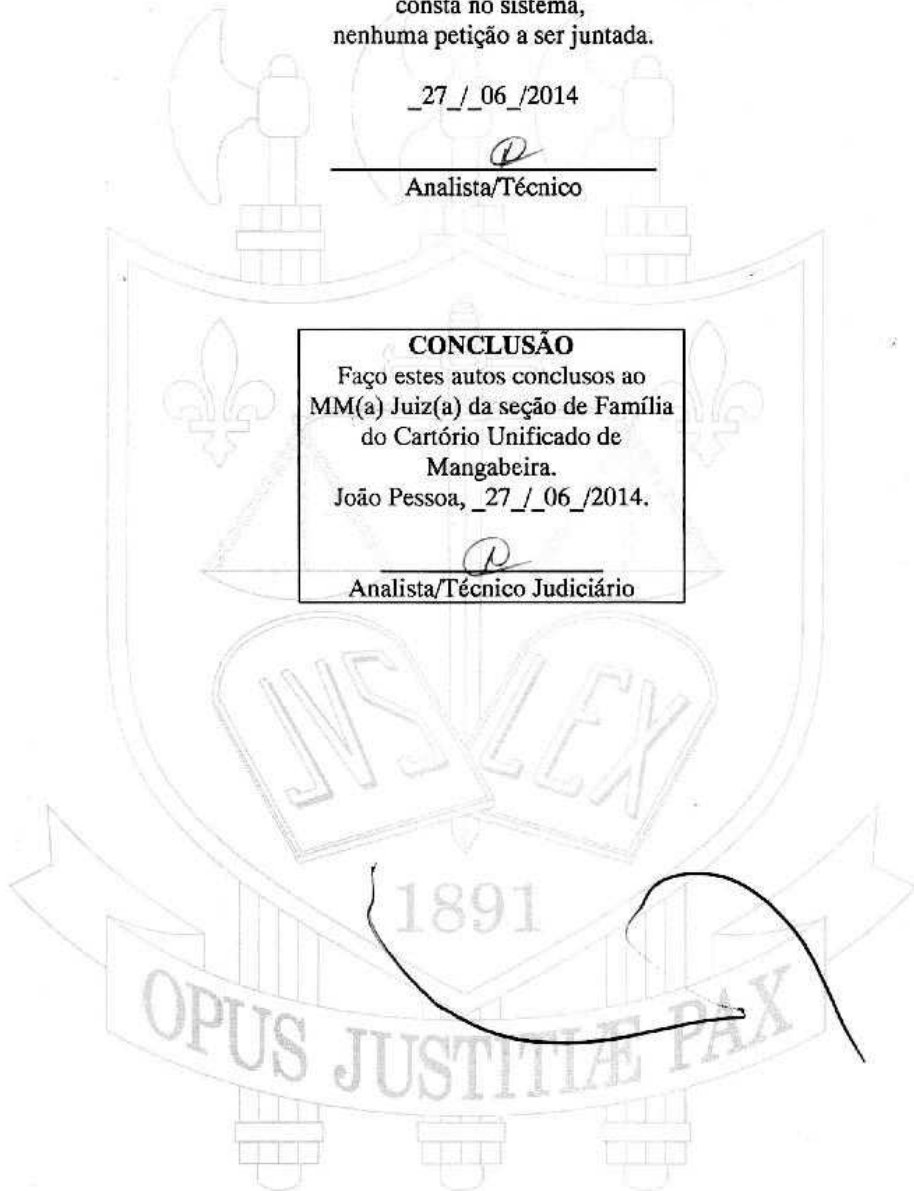 consta no sistema,
nenhuma petição a ser juntada.
_27_/_06_/2014
Analista/Técnico
CONCLUSÃO
Faço estes autos conclusos ao
MM(a) Juiz(a) da seção de Família
do Cartório Unificado de
Mangabeira.
João Pessoa, _27_/_06_/2014.
Analista/Técnico Judiciário
JVS LEX
1891
OPUS JUSTITIÆ PAX